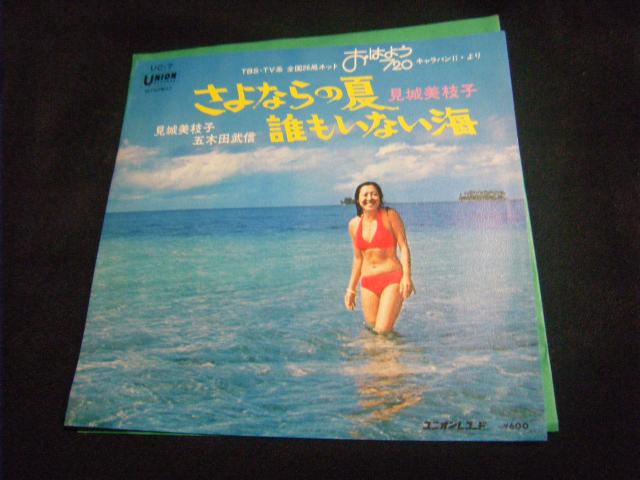 UC-7
UNION
TBS・TV系 全国26局ネット おはよう720 キャラバンII・より
さよならの夏 見城美枝子
見城美枝子
五木田武信 誰もいない海
ユニオンレコード ¥600